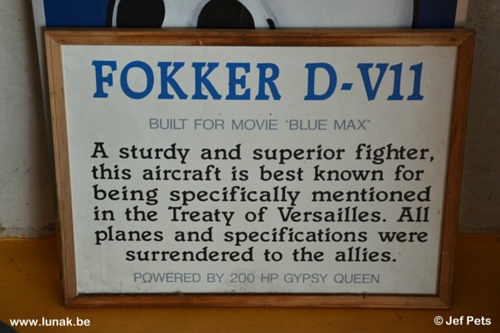 FOKKER D-V11
BUILT FOR MOVIE "BLUE MAX"
A sturdy and superior fighter,
this aircraft is best known for
being specifically mentioned
in the Treaty of Versailles. All
planes and specifications were
surrendered to the allies.
POWERED BY 200 HP GYPSY QUEEN
www.lunak.be
© Jef Pets